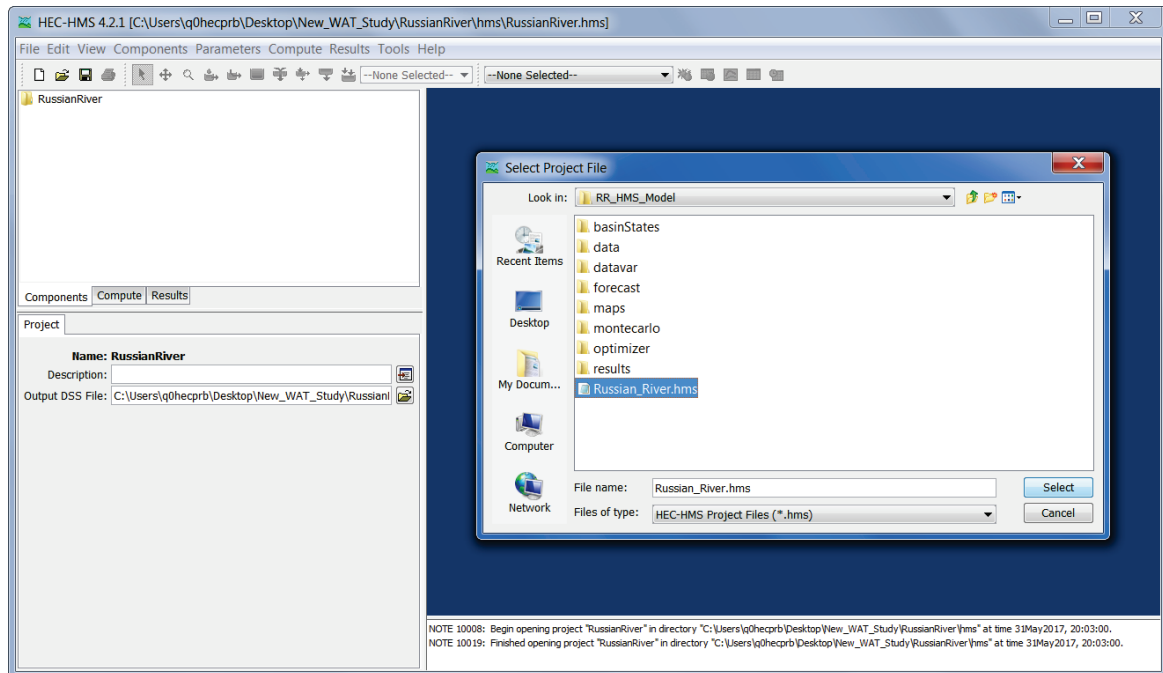 HEC-HMS 4.2.1 [C:\Users\q0hecprb\Desktop\New_WAT_Study\RussianRiver\hms\RussianRiver.hms]
File Edit View Components Parameters Compute Results Tools Help
--None Selected-- --None Selected--
RussianRiver
Components Compute Results
Project
Name: RussianRiver
Description:
Output DSS File: C:\Users\q0hecprb\Desktop\New_WAT_Study\Russianl
Select Project File
Look in: RR_HMS_Model
Recent Items
Desktop
My Docum...
Computer
Network
basinStates
data
datavar
forecast
maps
montecarlo
optimizer
results
Russian_River.hms
File name: Russian_River.hms Select
Files of type: HEC-HMS Project Files (*.hms) Cancel
NOTE 10008: Begin opening project "RussianRiver" in directory "C:\Users\q0hecprb\Desktop\New_WAT_Study\RussianRiver\hms" at time 31May2017, 20:03:00.
NOTE 10019: Finished opening project "RussianRiver" in directory "C:\Users\q0hecprb\Desktop\New_WAT_Study\RussianRiver\hms" at time 31May2017, 20:03:00.